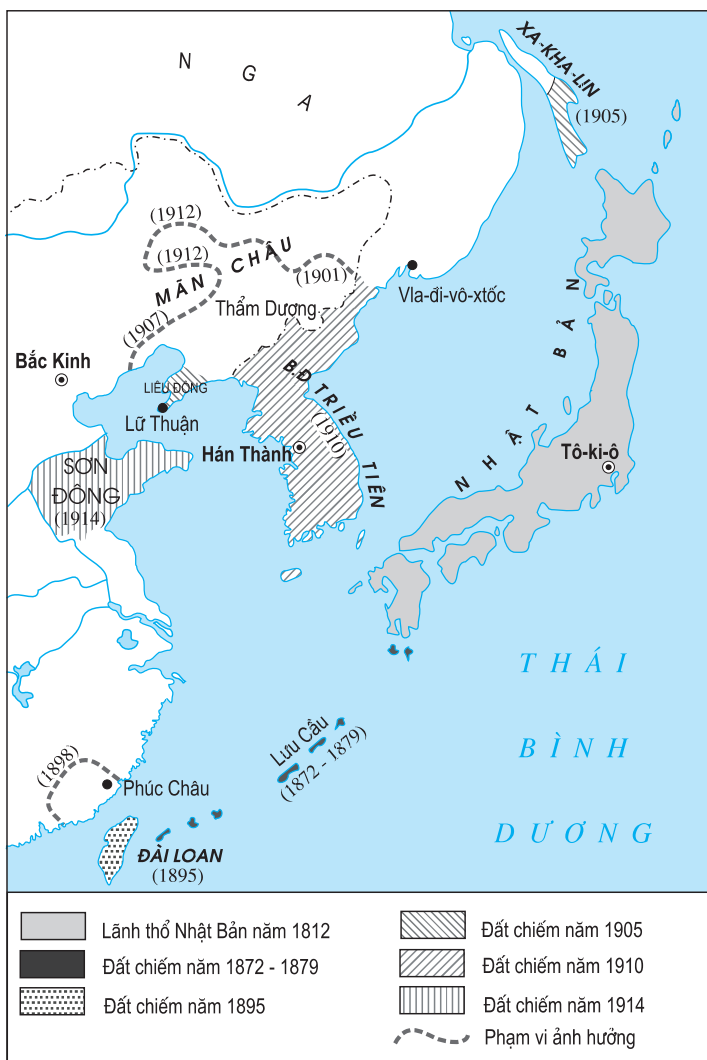 N G A
XA-KHA-LIN
(1905)
(1912)
(1912)
MÃN CHÂU
(1901)
(1907)
Thẩm Dượng
Vla-đi-vô-xtốc
Bắc Kinh
LIÊU ĐÔNG
Lữ Thuận
B.Đ TRIỀU TIÊN
(1910)
Hán Thành
NHẬT BẢN
Tô-ki-ô
SƠN
ĐÔNG
(1914)
THÁI
BÌNH
DƯƠNG
Lưu Cầu
(1872 - 1879)
(1898)
Phúc Châu
ĐÀI LOAN
(1895)
Lãnh thổ Nhật Bản năm 1812
Đất chiếm năm 1872 - 1879
Đất chiếm năm 1895
Đất chiếm năm 1905
Đất chiếm năm 1910
Đất chiếm năm 1914
Phạm vi ảnh hưởng